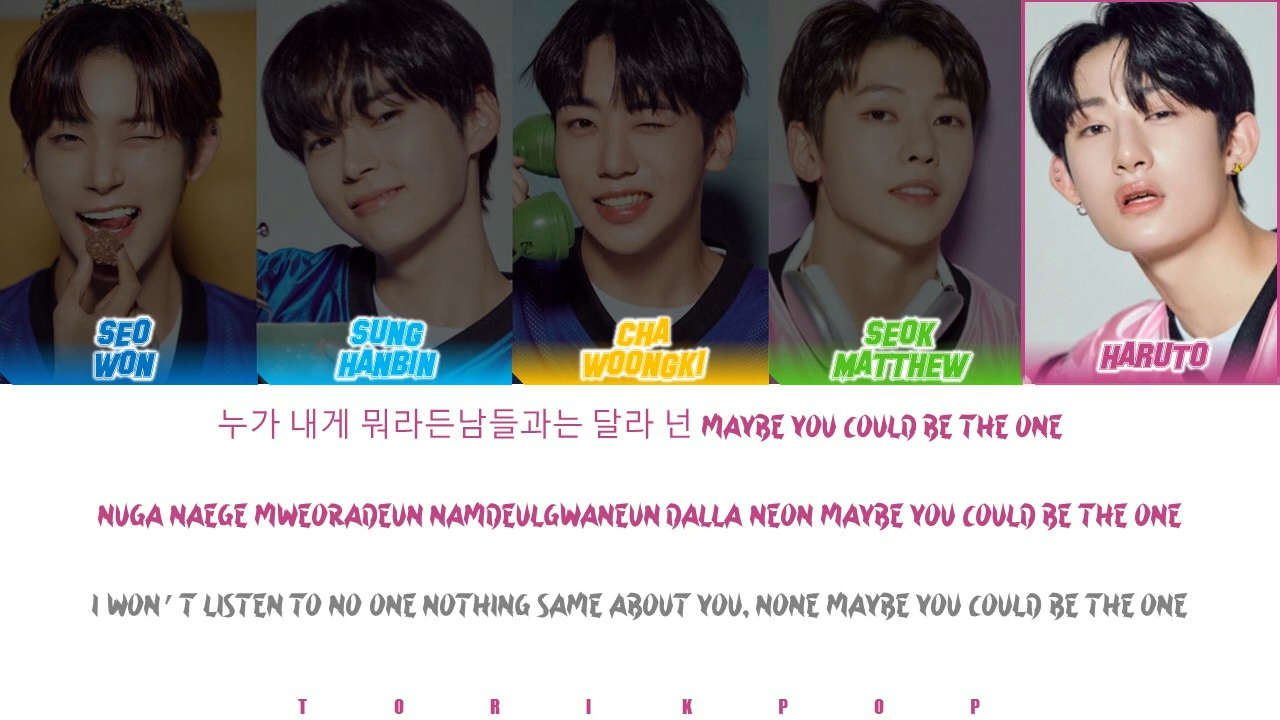 SEO
WON
SUNG
HANBIN
CHA
WOONGKI
SEOK
MATTHEW
HARUTO
누가 내게 뭐라든남들과는 달라 넌 MAYBE YOU COULD BE THE ONE
NUGA NAEGE MWEORADEUN NAMDEULGWANEUN DALLA NEON MAYBE YOU COULD BE THE ONE
I WON'T LISTEN TO NO ONE NOTHING SAME ABOUT YOU, NONE MAYBE YOU COULD BE THE ONE
T O R I K P O P